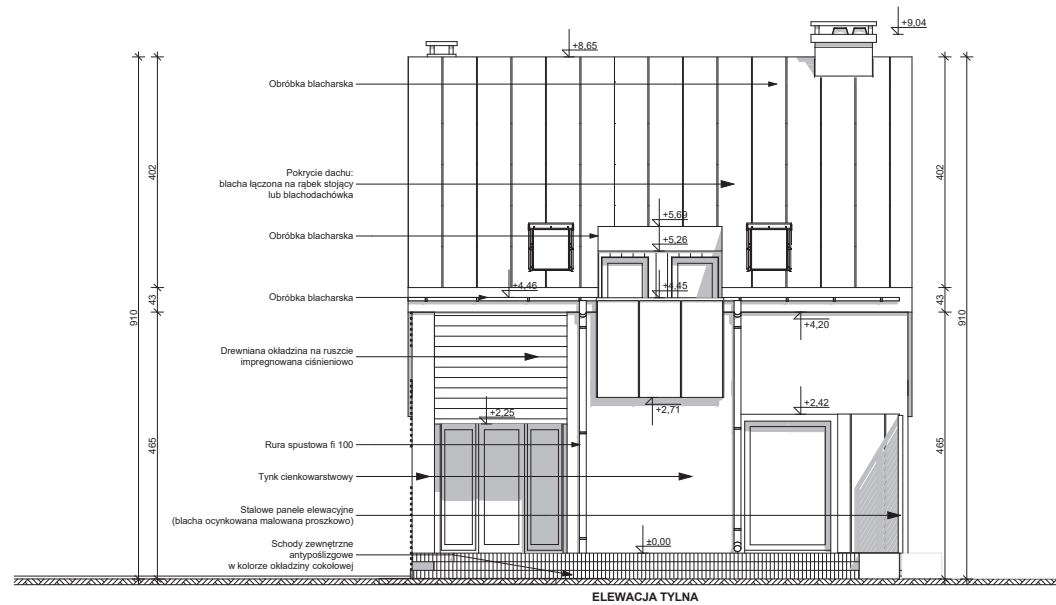 +9,04
+8,65
Obróbka blacharska
402
402
Pokrycie dachu:
blacha łączona na rąbek stojący
lub blachodachówka
+5,69
Obróbka blacharska
+5,26
+4,46
+4,45
Obróbka blacharska
43
43
910
910
+4,20
Drewniana okładzina na ruszcie
impregnowana ciśnieniowo
+2,71
+2,42
+2,25
Rura spustowa fi 100
465
465
Tynk cienkowarstwowy
Stalowe panele elewacyjne
(blacha ocynkowana malowana proszkowo)
Schody zewnętrzne
antypoślizgowe
w kolorze okładziny cokołowej
±0,00
ELEWACJA TYLNA